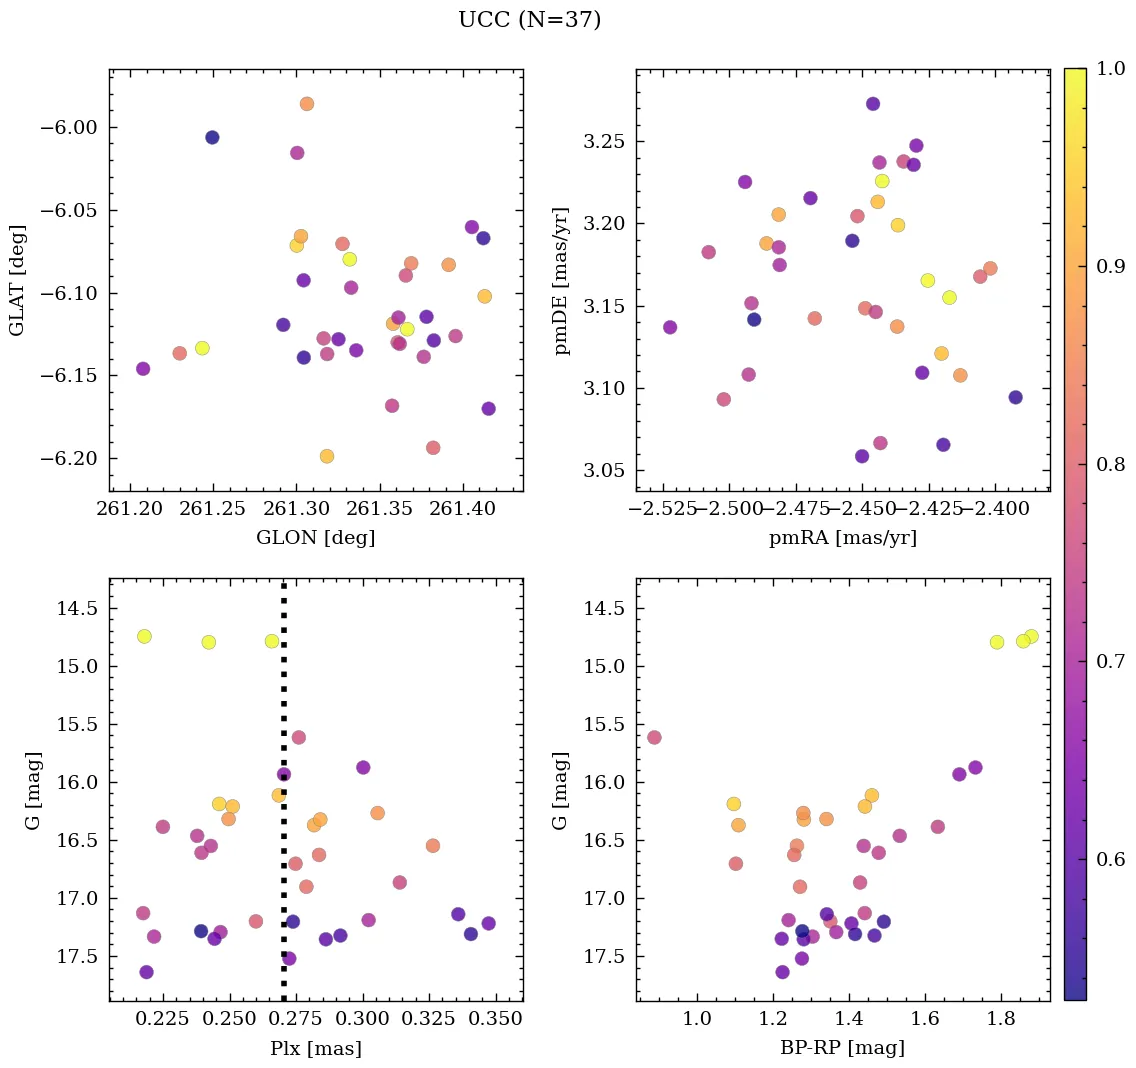 UCC (N=37)
−6.00
−6.05
−6.10
−6.15
−6.20
GLAT [deg]
261.20 261.25 261.30 261.35 261.40
GLON [deg]
3.25
3.20
3.15
3.10
3.05
pmDE [mas/yr]
−2.525 −2.500 −2.475 −2.450 −2.425 −2.400
pmRA [mas/yr]
14.5
15.0
15.5
16.0
16.5
17.0
17.5
G [mag]
0.225 0.250 0.275 0.300 0.325 0.350
Plx [mas]
14.5
15.0
15.5
16.0
16.5
17.0
17.5
G [mag]
1.0 1.2 1.4 1.6 1.8
BP-RP [mag]
1.0
0.9
0.8
0.7
0.6